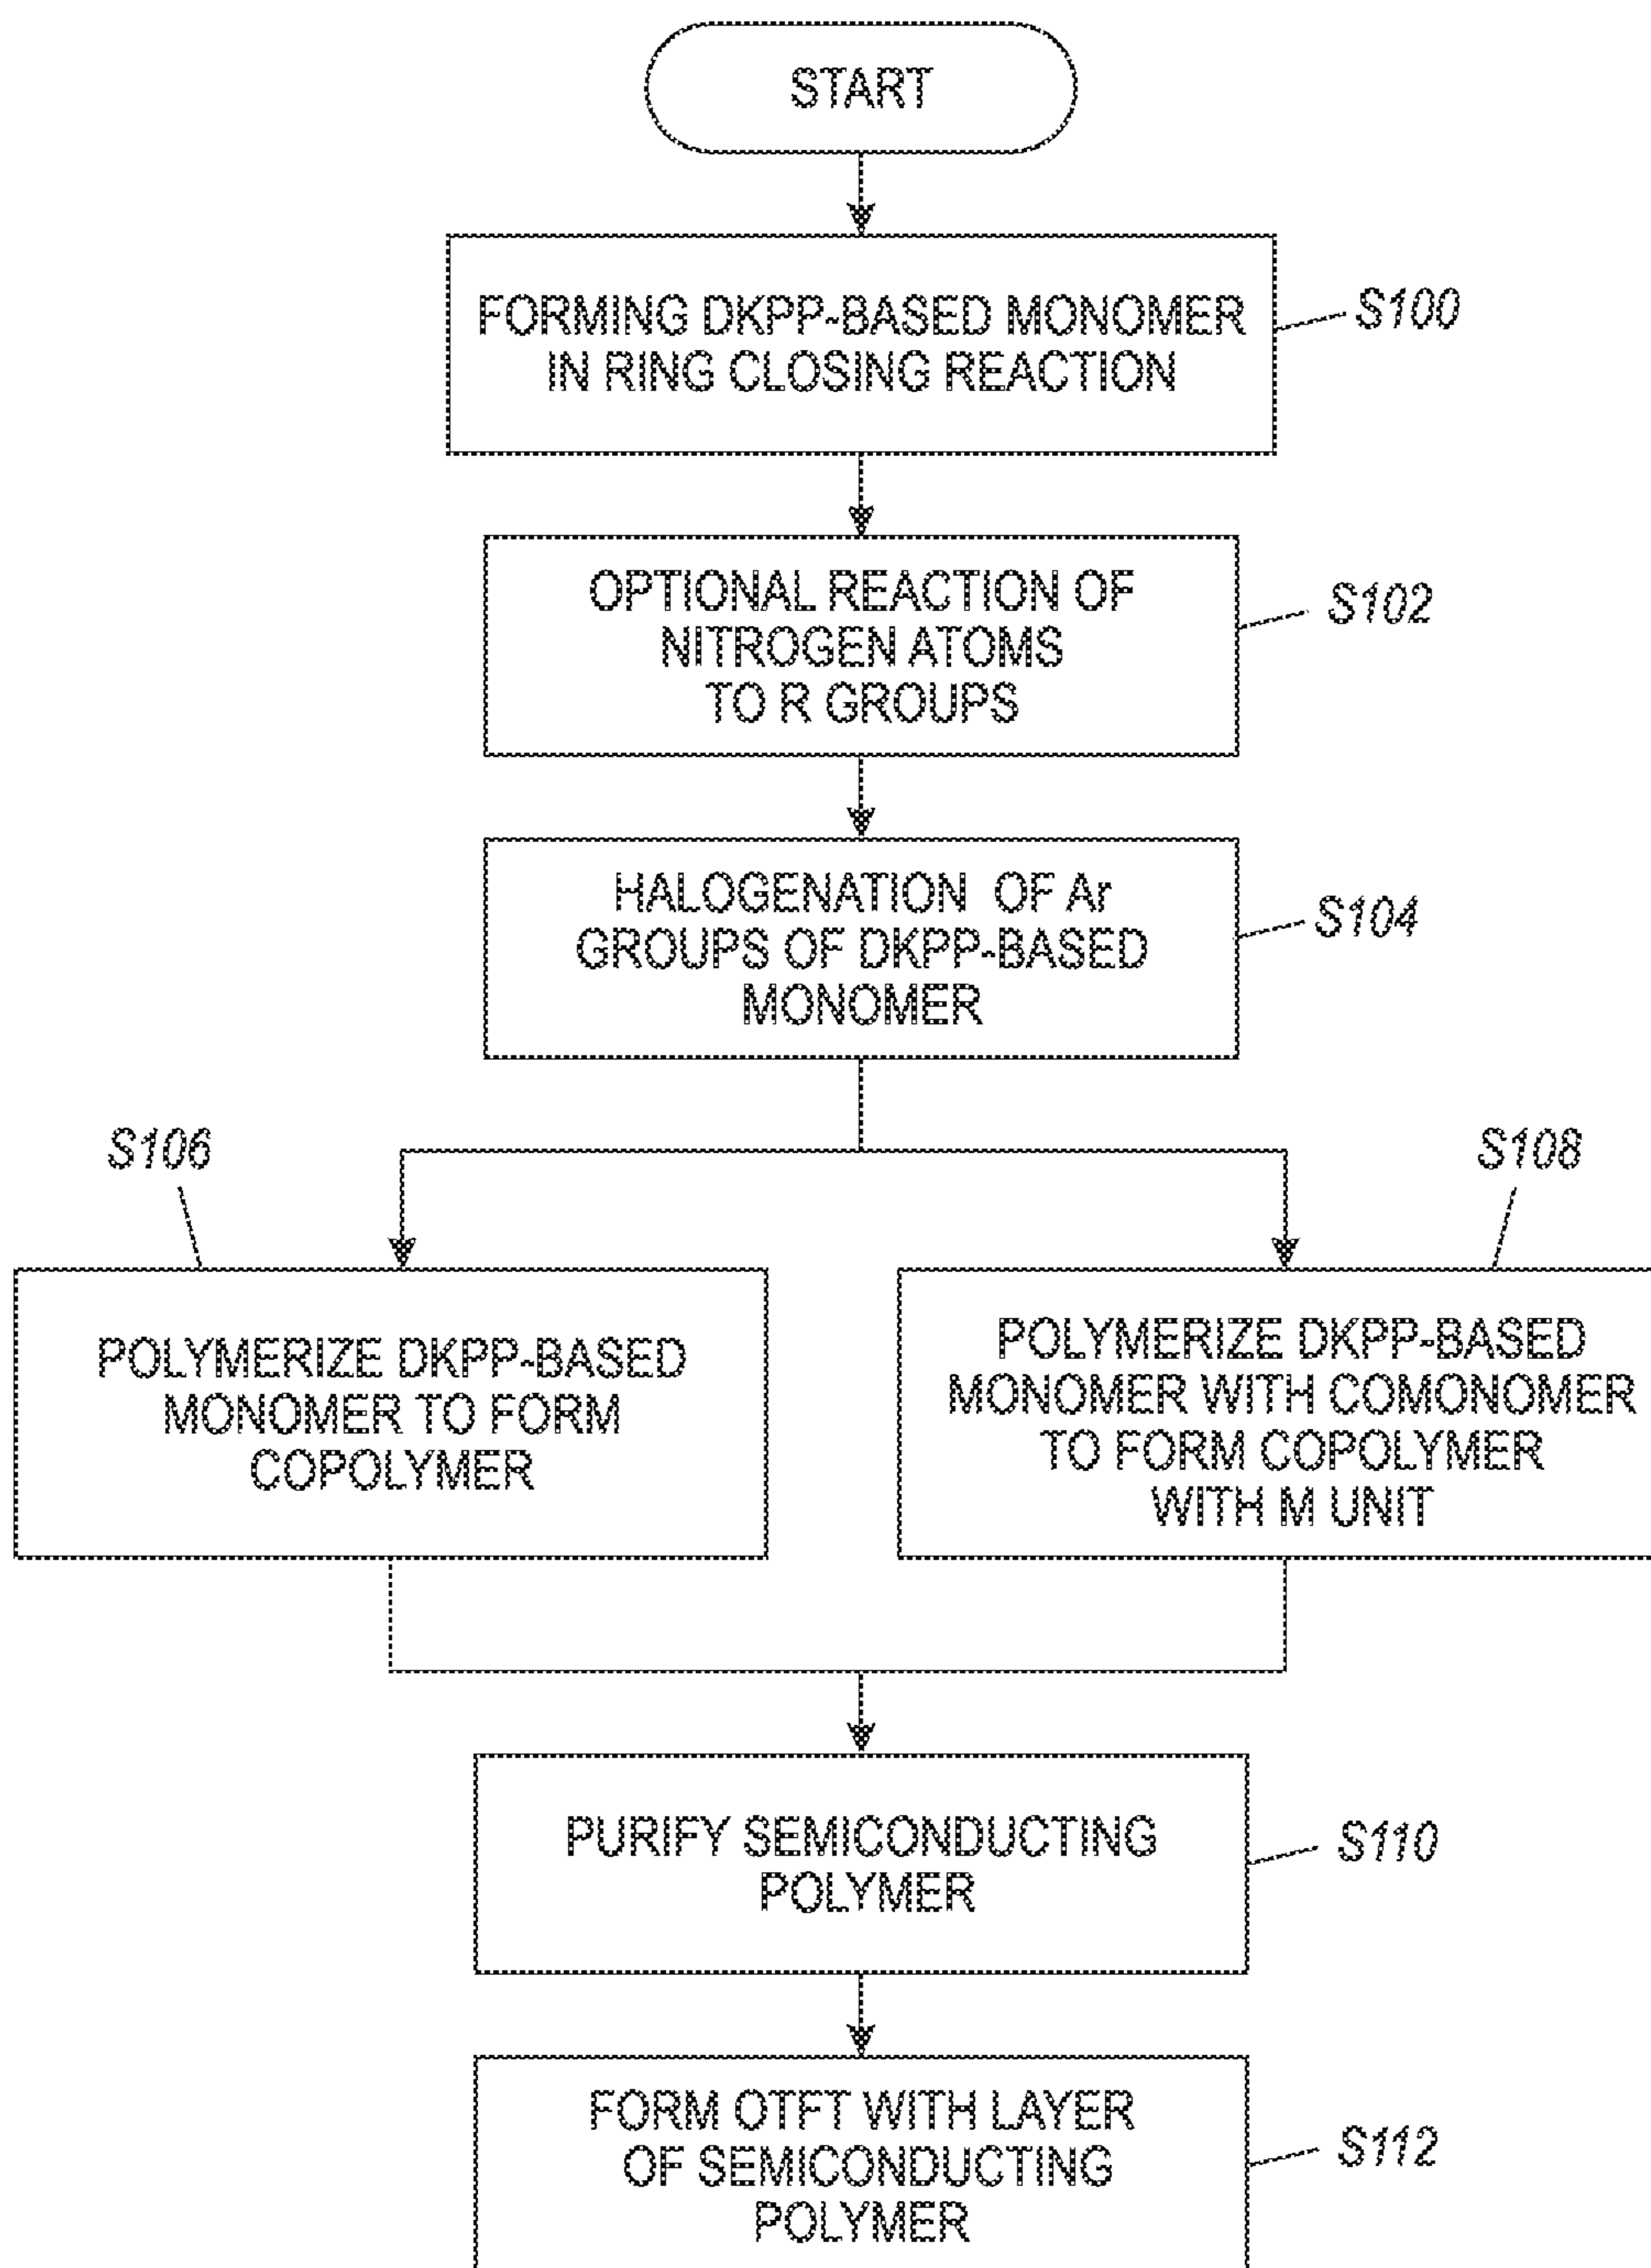 START
FORMING DKPP-BASED MONOMER
IN RING CLOSING REACTION
S100
OPTIONAL REACTION OF
NITROGEN ATOMS
TO R GROUPS
S102
HALOGENATION OF Ar
GROUPS OF DKPP-BASED
MONOMER
S104
S106
S108
POLYMERIZE DKPP-BASED
MONOMER TO FORM
COPOLYMER
POLYMERIZE DKPP-BASED
MONOMER WITH COMONOMER
TO FORM COPOLYMER
WITH M UNIT
PURIFY SEMICONDUCTING
POLYMER
S110
FORM OTFT WITH LAYER
OF SEMICONDUCTING
POLYMER
S112